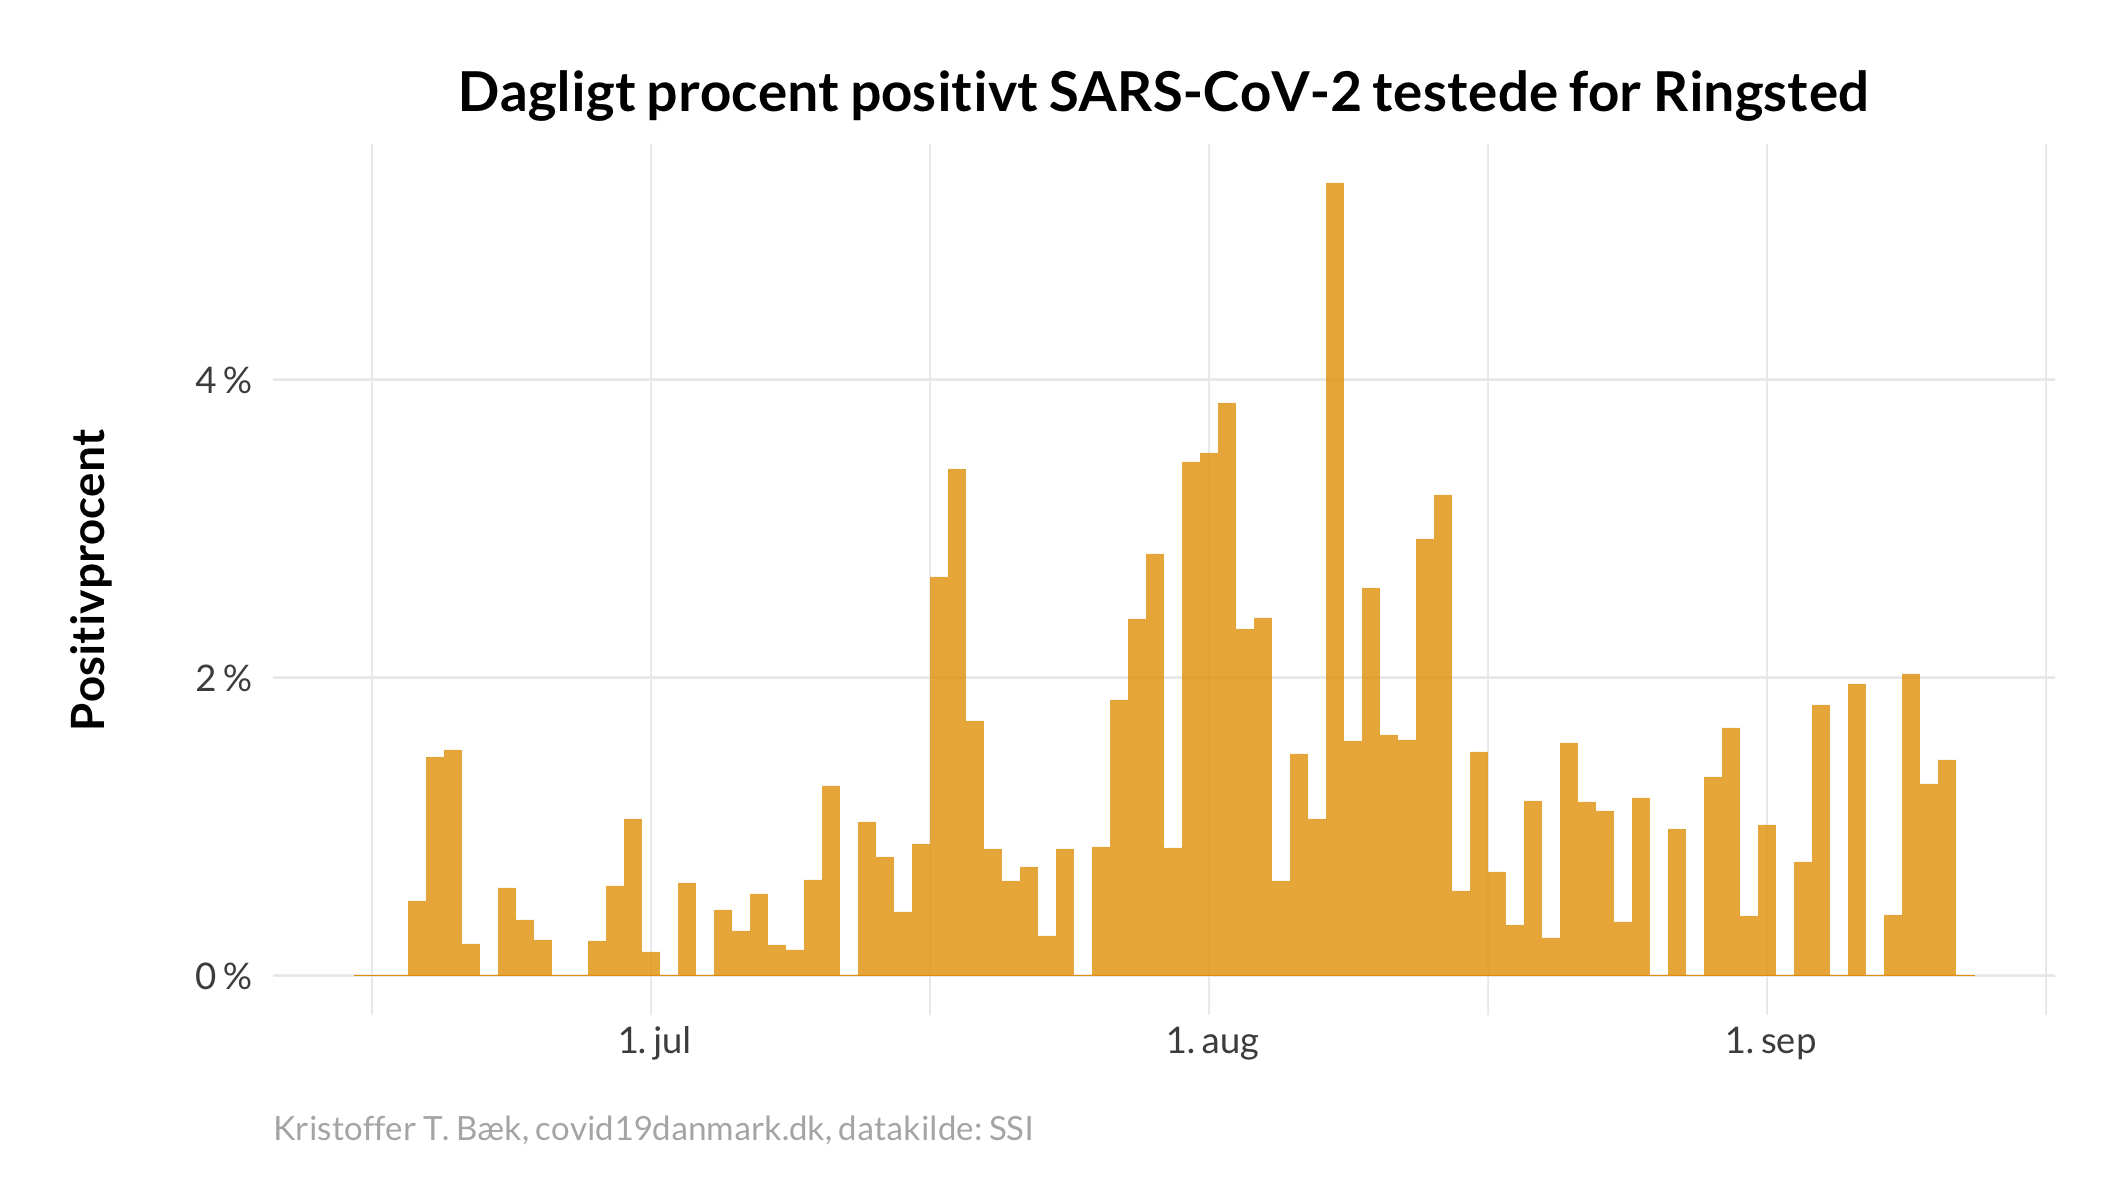 Dagligt procent positivt SARS-CoV-2 testede for Ringsted
Positivprocent
4 %
2 %
0 %
1. jul
1. aug
1. sep
Kristoffer T. Bæk, covid19danmark.dk, datakilde: SSI